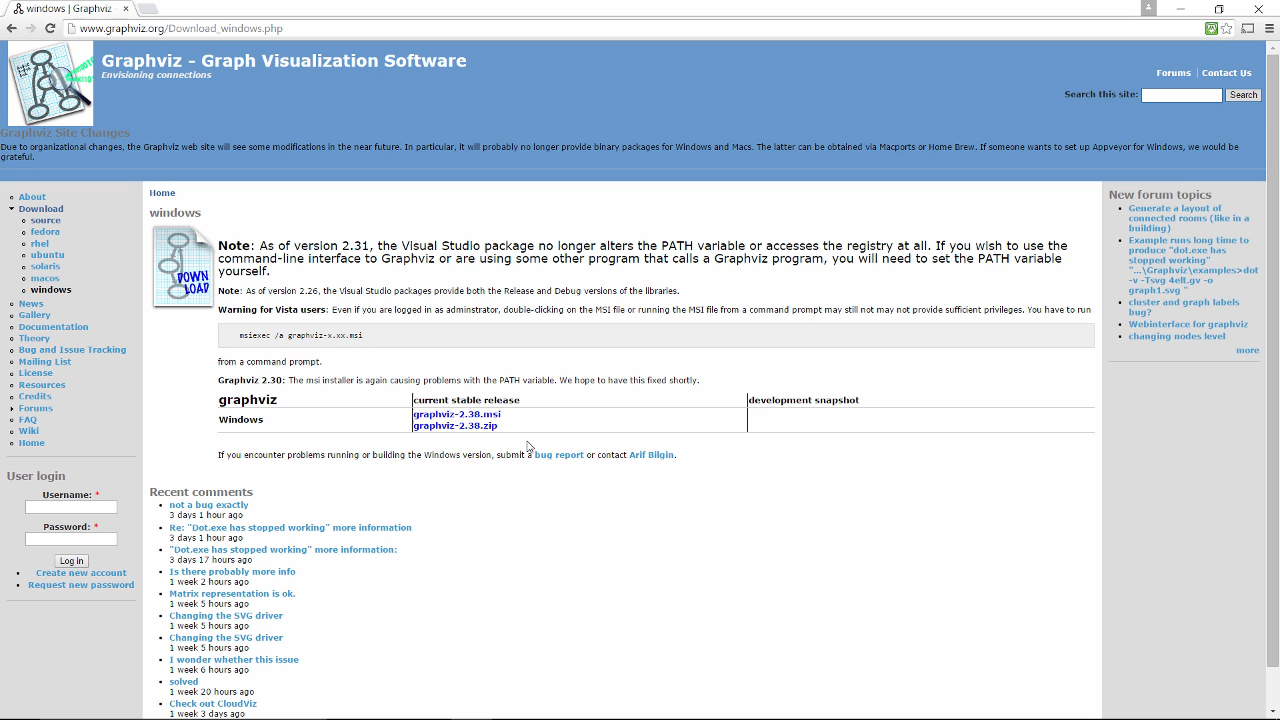 windows | Graphviz -
www.graphviz.org/Download_windows.php
Graphviz - Graph Visualization Software
Envisioning connections
Forums | Contact Us
Search this site:
Search
Graphviz Site Changes
Due to organizational changes, the Graphviz web site will see some modifications in the near future. In particular, it will probably no longer provide binary packages for Windows and Macs. The latter can be obtained via Macports or Home Brew. If someone wants to set up Appveyor for Windows, we would be
grateful.
About
Download
source
fedora
rhel
ubuntu
solaris
macos
windows
News
Gallery
Documentation
Theory
Bug and Issue Tracking
Mailing List
License
Resources
Credits
Forums
FAQ
Wiki
Home
User login
Username: *
Password: *
Log In
Create new account
Request new password
Home
windows
DOWN
LOAD
Note: As of version 2.31, the Visual Studio package no longer alters the PATH variable or accesses the registry at all. If you wish to use the
command-line interface to Graphviz or are using some other program that calls a Graphviz program, you will need to set the PATH variable
yourself.
Note: As of version 2.26, the Visual Studio packages provide both the Release and Debug versions of the libraries.
Warning for Vista users: Even if you are logged in as adminstrator, double-clicking on the MSI file or running the MSI file from a command prompt may still not may not provide sufficient privileges. You have to run
msiexec /a graphviz-x.xx.msi
from a command prompt.
Graphviz 2.30: The msi installer is again causing problems with the PATH variable. We hope to have this fixed shortly.
graphviz current stable release development snapshot
Windows graphviz-2.38.msi
graphviz-2.38.zip
If you encounter problems running or building the Windows version, submit a bug report or contact Arif Bilgin.
Recent comments
not a bug exactly
3 days 1 hour ago
Re: "Dot.exe has stopped working" more information
3 days 1 hour ago
"Dot.exe has stopped working" more information:
3 days 17 hours ago
Is there probably more info
1 week 2 hours ago
Matrix representation is ok.
1 week 5 hours ago
Changing the SVG driver
1 week 5 hours ago
Changing the SVG driver
1 week 5 hours ago
I wonder whether this issue
1 week 6 hours ago
solved
1 week 20 hours ago
Check out CloudViz
1 week 3 days ago
New forum topics
Generate a layout of
connected rooms (like in a
building)
Example runs long time to
produce "dot.exe has
stopped working"
"...\Graphviz\examples>dot
-v -Tsvg 4elt.gv -o
graph1.svg "
cluster and graph labels
bug?
Webinterface for graphviz
changing nodes level
more